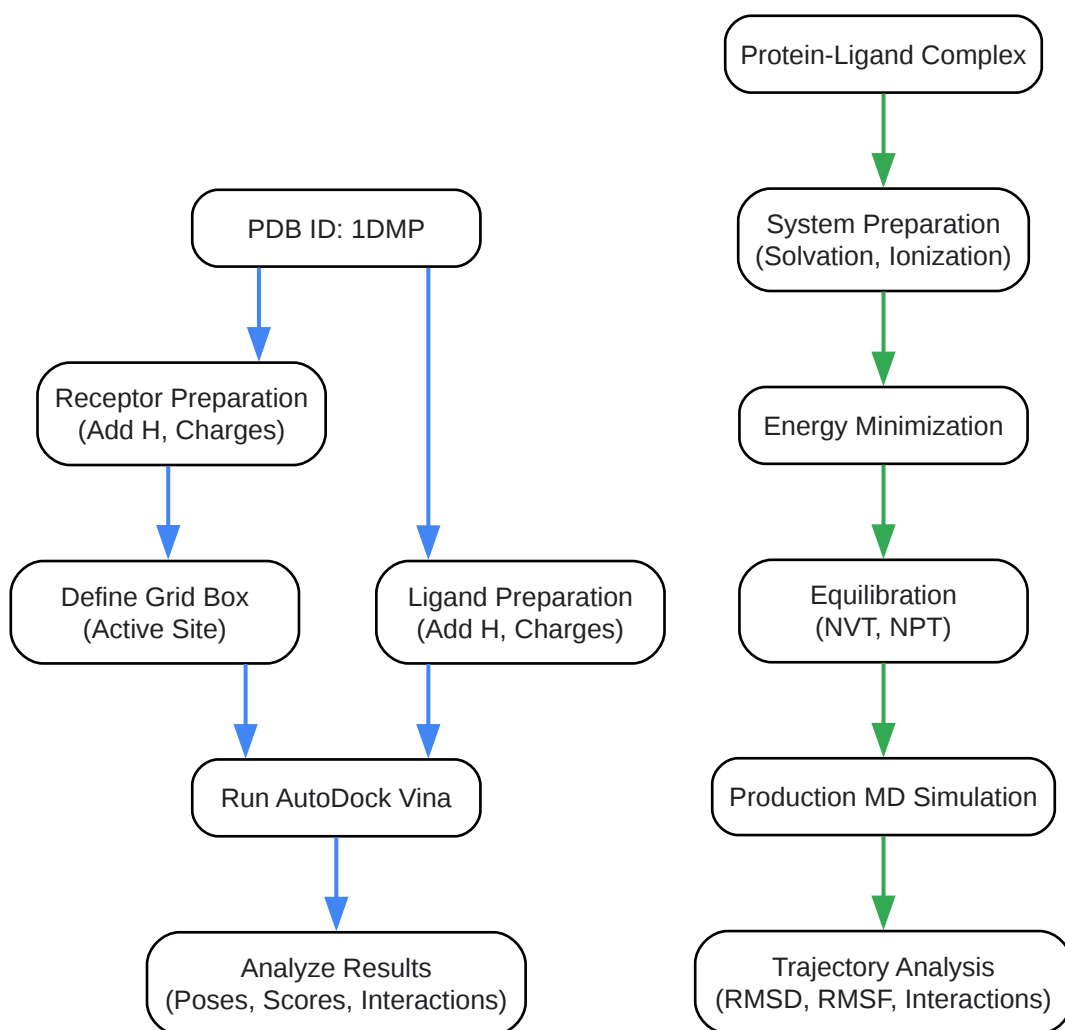 PDB ID: 1DMP
Receptor Preparation
(Add H, Charges)
Define Grid Box
(Active Site)
Ligand Preparation
(Add H, Charges)
Run AutoDock Vina
Analyze Results
(Poses, Scores, Interactions)
Protein-Ligand Complex
System Preparation
(Solvation, Ionization)
Energy Minimization
Equilibration
(NVT, NPT)
Production MD Simulation
Trajectory Analysis
(RMSD, RMSF, Interactions)